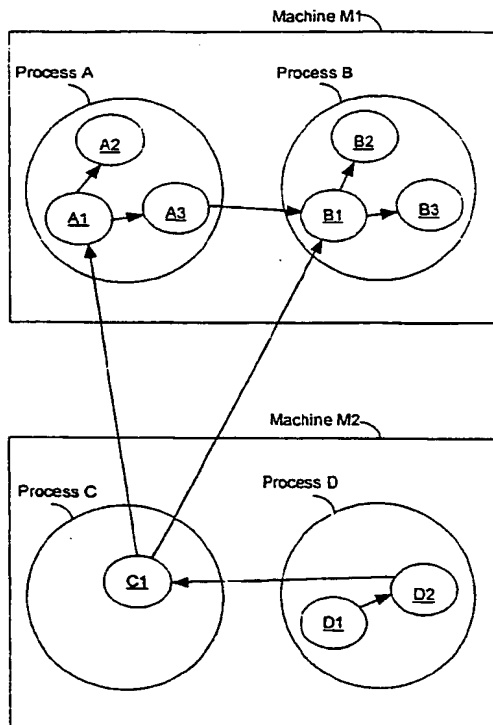 Machine M1
Process A
Process B
A2
B2
A1
A3
B1
B3
Machine M2
Process C
Process D
C1
D2
D1